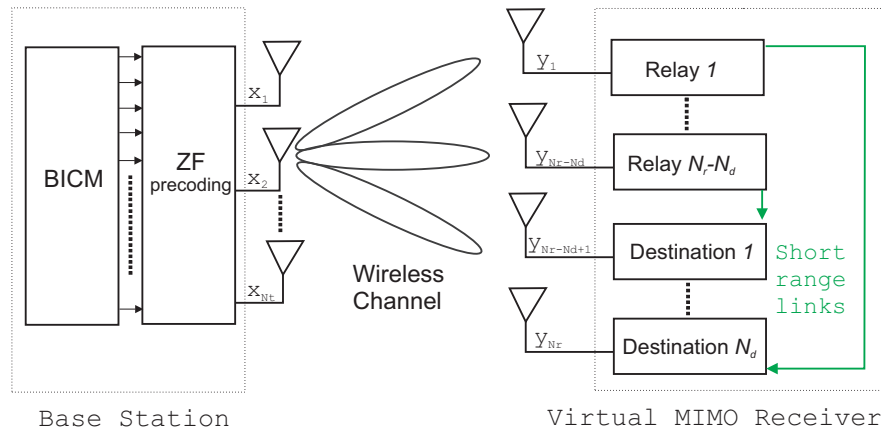 BICM
ZF
precoding
x1
x2
xNt
Wireless
Channel
y1
yNr-Nd
yNr-Nd+1
yNr
Relay 1
Relay Nr-Nd
Destination 1
Destination Nd
Short
range
links
Base Station
Virtual MIMO Receiver